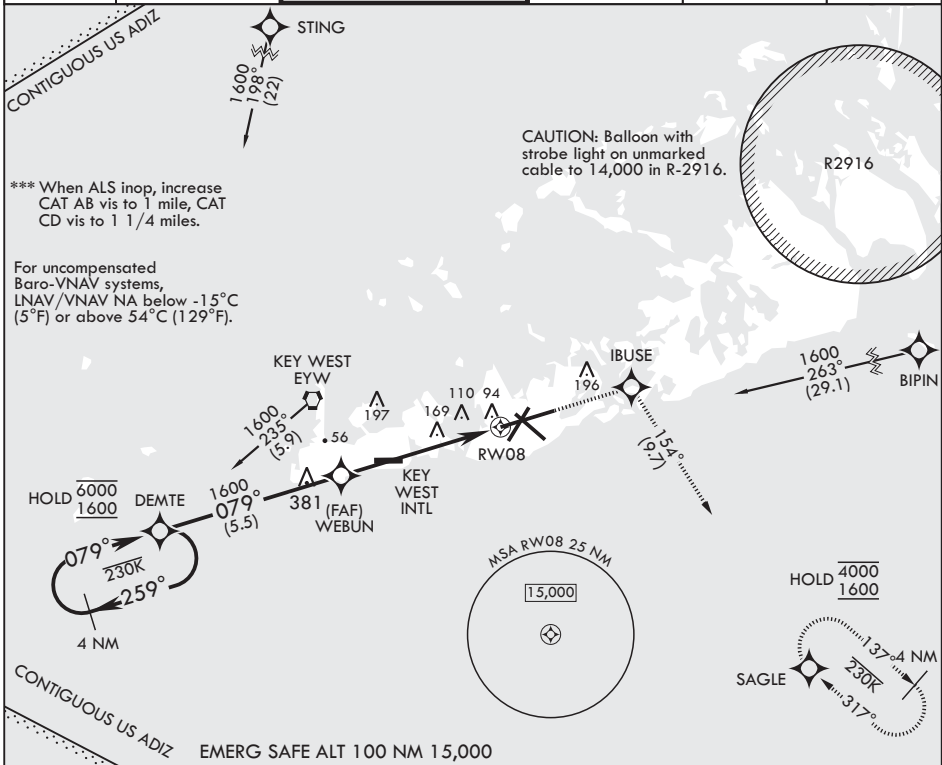 CONTIGUOUS US ADIZ
STING
1600
198°
(22)
CAUTION: Balloon with
strobe light on unmarked
cable to 14,000 in R-2916.
R2916
*** When ALS inop, increase
CAT AB vis to 1 mile, CAT
CD vis to 1 1/4 miles.
For uncompensated
Baro-VNAV systems,
LNAV/VNAV NA below -15°C
(5°F) or above 54°C (129°F).
KEY WEST
EYW
1600
235°
(5.9)
197
169
110
94
196
IBUSE
1600
263°
(29.1)
BIPIN
56
RW08
154°
(9.7)
KEY
WEST
INTL
381
(FAF)
WEBUN
HOLD 6000
1600
DEMTE
1600
079°
(5.5)
079°
230K
259°
4 NM
MSA RW08 25 NM
15,000
HOLD 4000
1600
SAGLE
137°
4 NM
230K
317°
CONTIGUOUS US ADIZ
EMERG SAFE ALT 100 NM 15,000